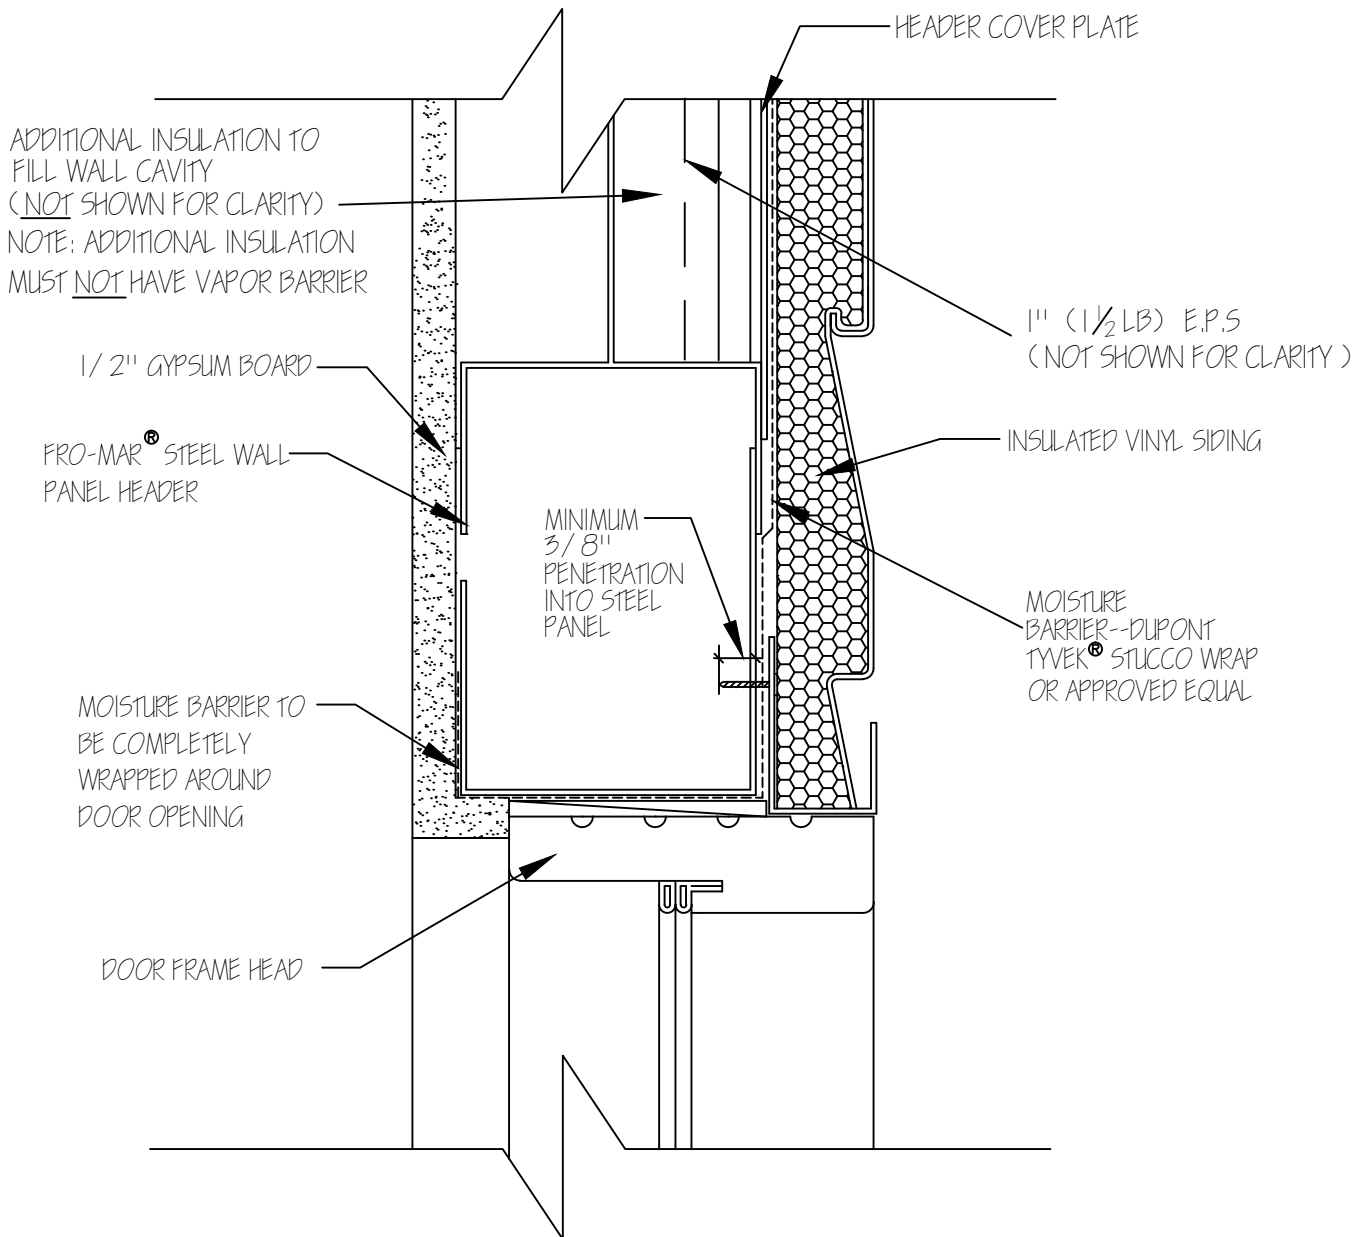 HEADER COVER PLATE
ADDITIONAL INSULATION TO
FILL WALL CAVITY
(NOT SHOWN FOR CLARITY)
NOTE: ADDITIONAL INSULATION
MUST NOT HAVE VAPOR BARRIER
1" (1 1/2 LB) E.P.S
(NOT SHOWN FOR CLARITY)
1/2" GYPSUM BOARD
INSULATED VINYL SIDING
FRO-MAR® STEEL WALL
PANEL HEADER
MINIMUM
3/8"
PENETRATION
INTO STEEL
PANEL
MOISTURE
BARRIER--DUPONT
TYVEK® STUCCO WRAP
OR APPROVED EQUAL
MOISTURE BARRIER TO
BE COMPLETELY
WRAPPED AROUND
DOOR OPENING
DOOR FRAME HEAD